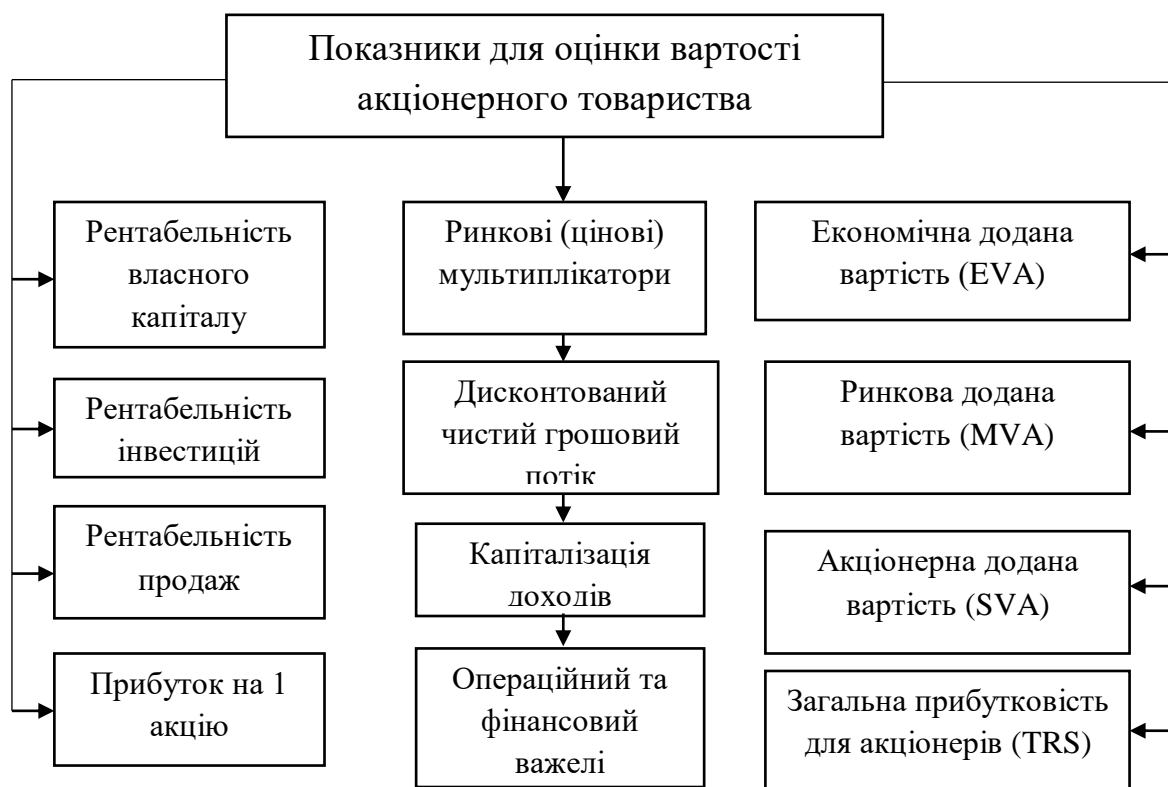 Показники для оцінки вартості
акціонерного товариства
Рентабельність
власного
капіталу
Рентабельність
інвестицій
Рентабельність
продаж
Прибуток на 1
акцію
Ринкові (цінові)
мультиплікатори
Дисконтований
чистий грошовий
потік
Капіталізація
доходів
Операційний та
фінансовий
важелі
Економічна додана
вартість (EVA)
Ринкова додана
вартість (MVA)
Акціонерна додана
вартість (SVA)
Загальна прибутковість
для акціонерів (TRS)